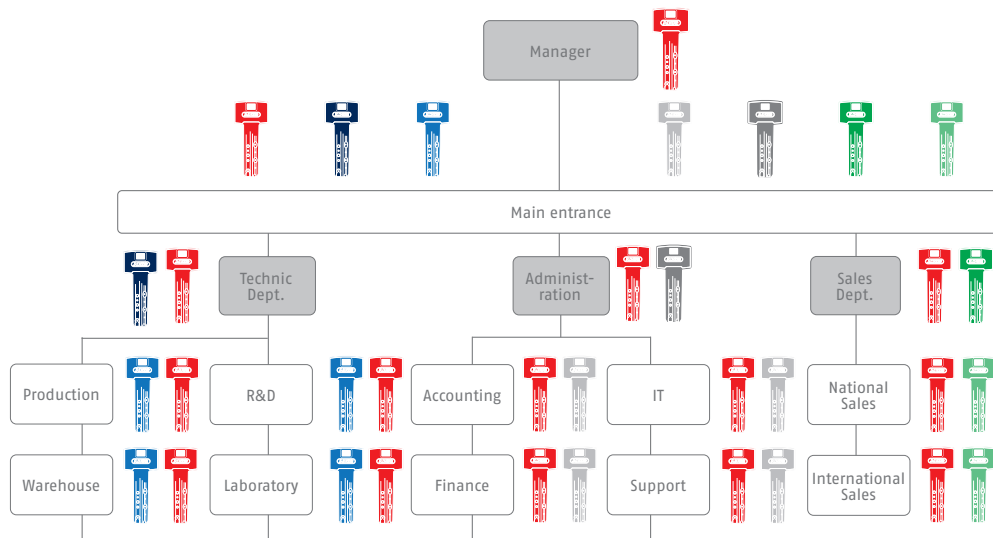 Manager
Main entrance
Technic
Dept.
Administ-
ration
Sales
Dept.
Production
R&D
Accounting
IT
National
Sales
Warehouse
Laboratory
Finance
Support
International
Sales